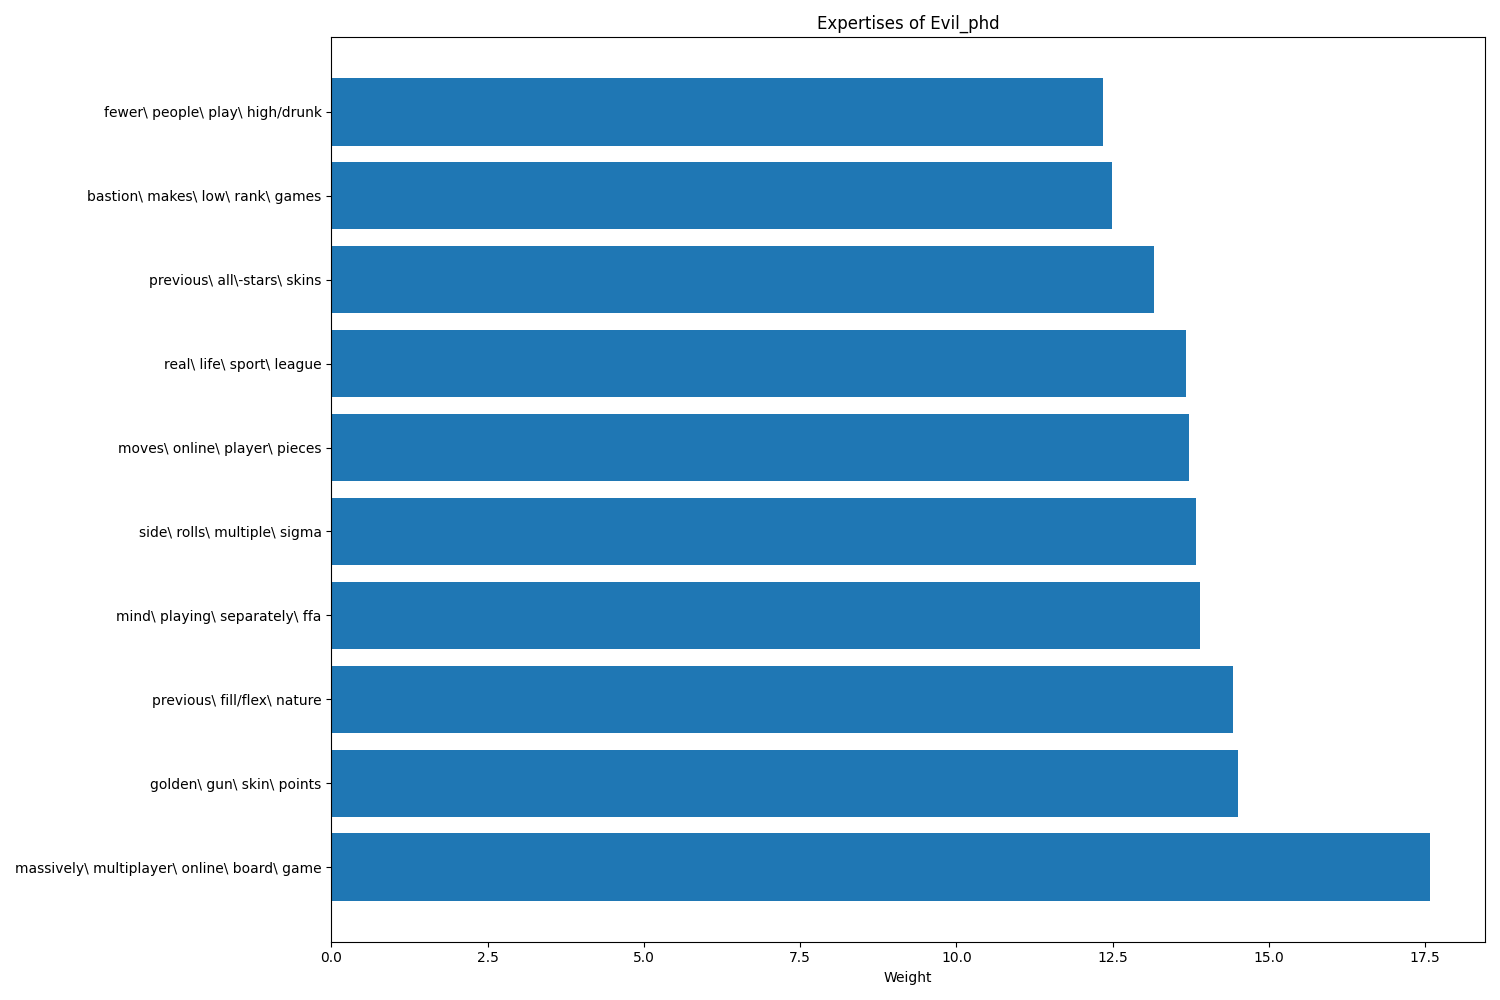 Expertises of Evil_phd
fewer\ people\ play\ high/drunk
bastion\ makes\ low\ rank\ games
previous\ all\-stars\ skins
real\ life\ sport\ league
moves\ online\ player\ pieces
side\ rolls\ multiple\ sigma
mind\ playing\ separately\ ffa
previous\ fill/flex\ nature
golden\ gun\ skin\ points
massively\ multiplayer\ online\ board\ game
0.0 2.5 5.0 7.5 10.0 12.5 15.0 17.5
Weight